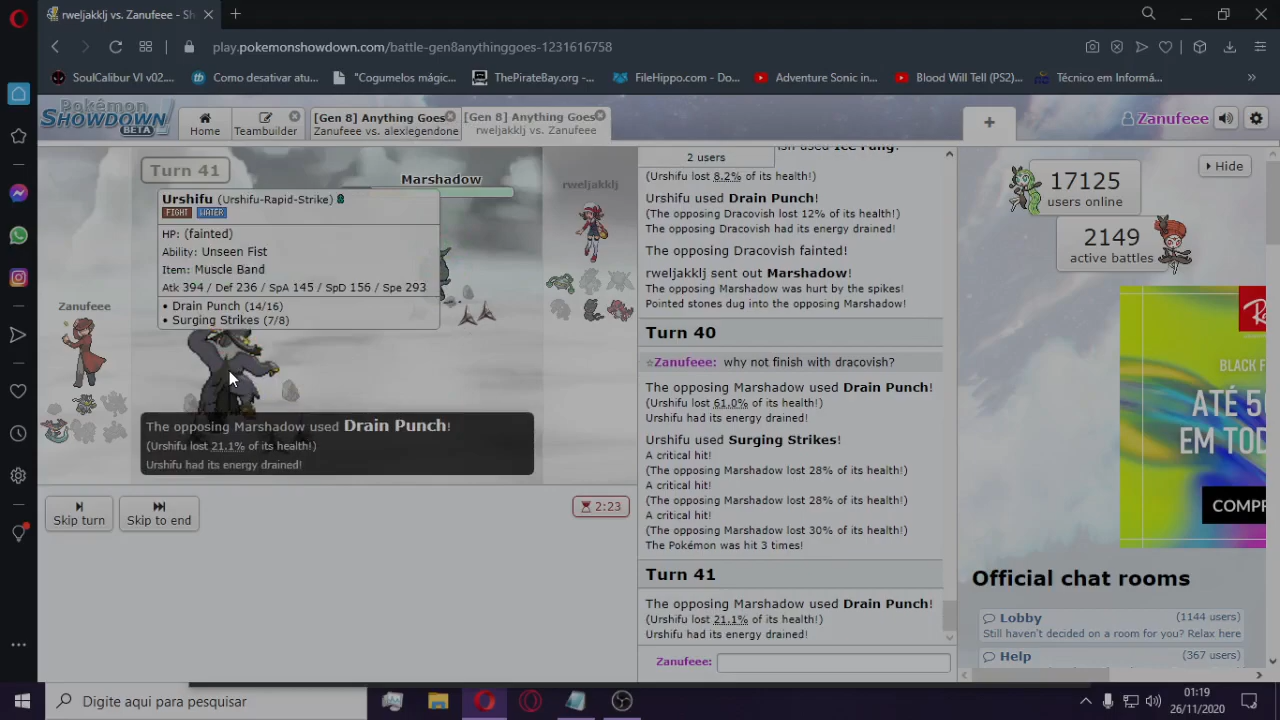 rweljakklj vs. Zanufeee - Sh
play.pokemonshowdown.com/battle-gen8anythinggoes-1231616758
SoulCalibur VI v02....
Como desativar atu...
"Cogumelos mágic...
ThePirateBay.org -...
FileHippo.com - Do...
Adventure Sonic in...
Blood Will Tell (PS2)...
Técnico em Informá...
Pokémon
SHOWDOWN
BETA
Home
Teambuilder
[Gen 8] Anything Goes
Zanufeee vs. alexlegendone
[Gen 8] Anything Goes
rweljakklj vs. Zanufeee
Zanufeee
Turn 41
Marshadow
rweljakklj
Zanufeee
Urshifu (Urshifu-Rapid-Strike)
FIGHT WATER
HP: (fainted)
Ability: Unseen Fist
Item: Muscle Band
Atk 394 / Def 236 / SpA 145 / SpD 156 / Spe 293
• Drain Punch (14/16)
• Surging Strikes (7/8)
The opposing Marshadow used Drain Punch!
(Urshifu lost 21.1% of its health!)
Urshifu had its energy drained!
Skip turn
Skip to end
2:23
2 users
(Urshifu lost 8.2% of its health!)
Urshifu used Drain Punch!
(The opposing Dracovish lost 12% of its health!)
The opposing Dracovish had its energy drained!
The opposing Dracovish fainted!
rweljakklj sent out Marshadow!
The opposing Marshadow was hurt by the spikes!
Pointed stones dug into the opposing Marshadow!
Turn 40
☆Zanufeee: why not finish with dracovish?
The opposing Marshadow used Drain Punch!
(Urshifu lost 61.0% of its health!)
Urshifu had its energy drained!
Urshifu used Surging Strikes!
A critical hit!
(The opposing Marshadow lost 28% of its health!)
A critical hit!
(The opposing Marshadow lost 28% of its health!)
A critical hit!
(The opposing Marshadow lost 30% of its health!)
The Pokémon was hit 3 times!
Turn 41
The opposing Marshadow used Drain Punch!
(Urshifu lost 21.1% of its health!)
Urshifu had its energy drained!
Zanufeee:
17125
users online
2149
active battles
Hide
BLACK F
ATÉ 50
EM TOD
COMPR
Official chat rooms
Lobby
(1144 users)
Still haven't decided on a room for you? Relax here
Help
(367 users)
Digite aqui para pesquisar
01:19
26/11/2020